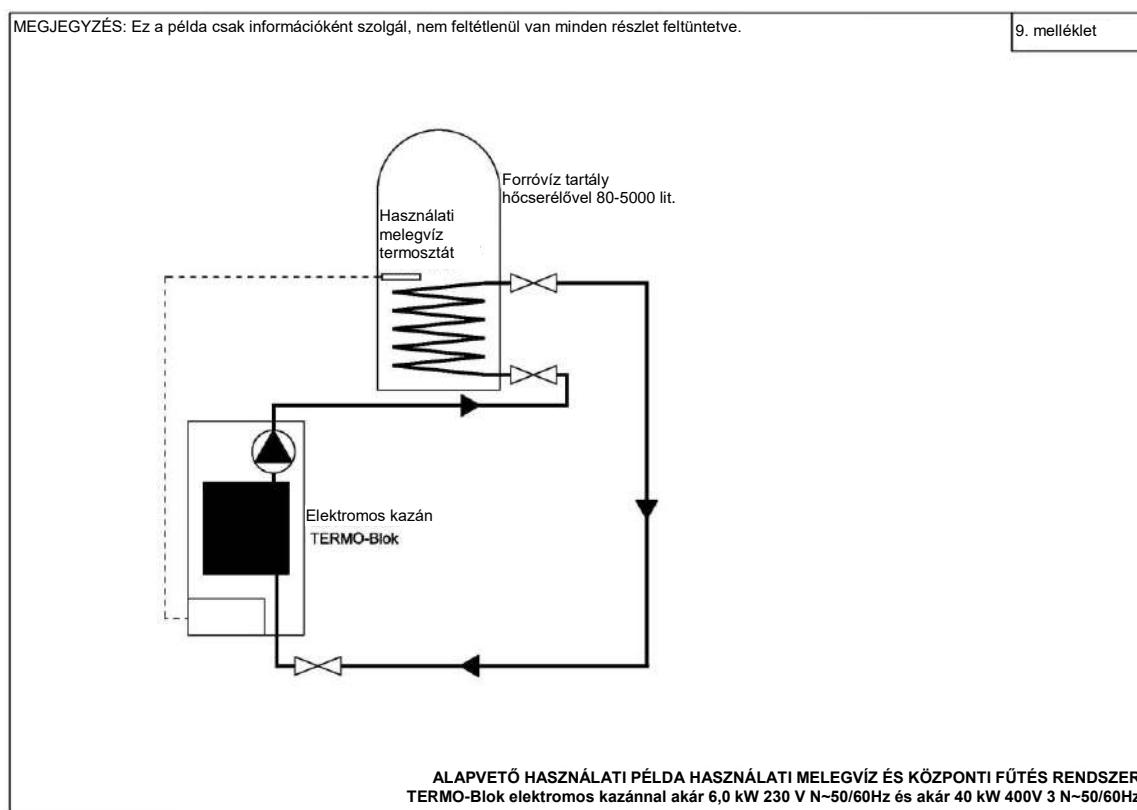 MEGJEGYZÉS: Ez a példa csak információként szolgál, nem feltétlenül van minden részlet feltüntetve.
9. melléklet
Forróvíz tartály
hőcserélővel 80-5000 lit.
Használati
melegvíz
termosztát
Elektromos kazán
TERMO-Blok
ALAPVETŐ HASZNÁLATI PÉLDA HASZNÁLATI MELEGVÍZ ÉS KÖZPONTI FŰTÉS RENDSZER
TERMO-Blok elektromos kazánnal akár 6,0 kW 230 V N~50/60Hz és akár 40 kW 400V 3 N~50/60Hz